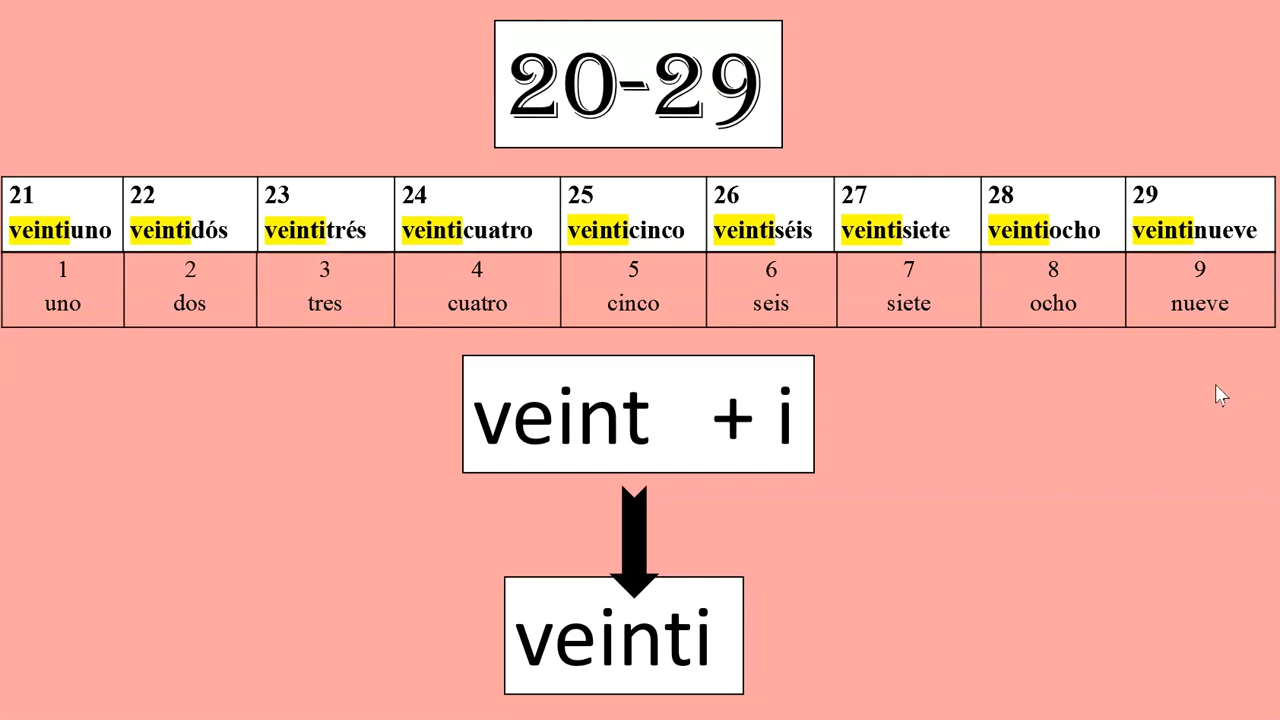 20-29
21 22 23 24 25 26 27 28 29
veintiuno veintidós veintitrés veinticuatro veinticinco veintiséis veintisiete veintiocho veintinueve
1 2 3 4 5 6 7 8 9
uno dos tres cuatro cinco seis siete ocho nueve
veint + i
veinti